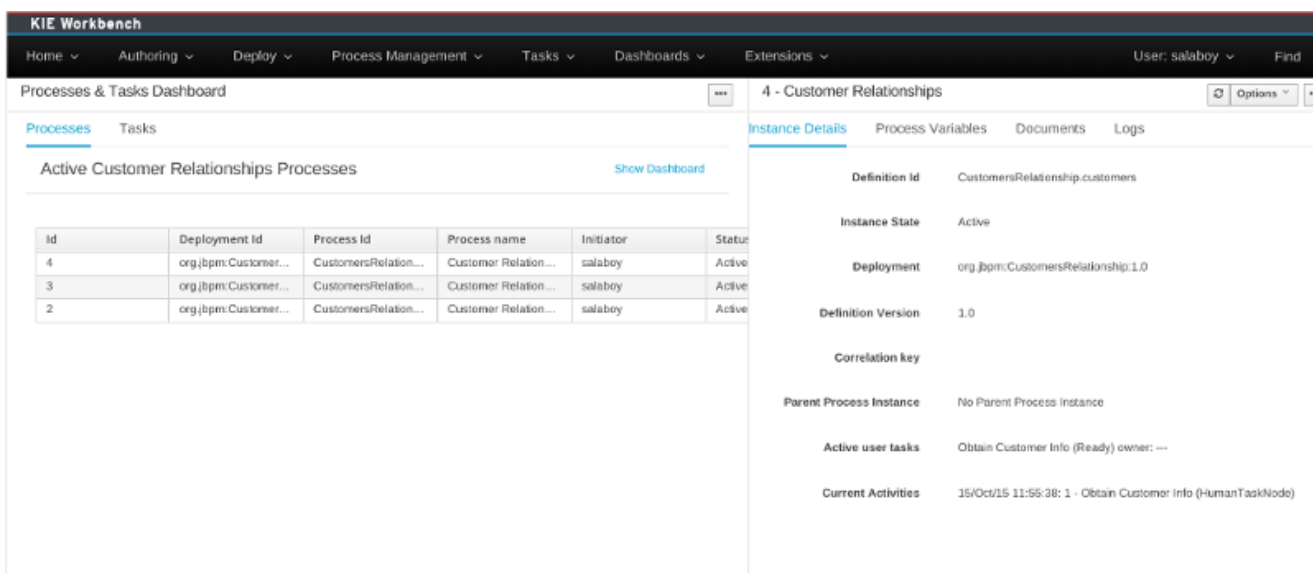 KIE Workbench
Home Authoring Deploy Process Management Tasks Dashboards Extensions User: salaboy Find
Processes & Tasks Dashboard
Processes Tasks
Active Customer Relationships Processes Show Dashboard
Id Deployment Id Process Id Process name Initiator Status
4 org.jbpm:Customer... CustomersRelation... Customer Relation... salaboy Active
3 org.jbpm:Customer... CustomersRelation... Customer Relation... salaboy Active
2 org.jbpm:Customer... CustomersRelation... Customer Relation... salaboy Active
4 - Customer Relationships Options
Instance Details Process Variables Documents Logs
Definition Id CustomersRelationship.customers
Instance State Active
Deployment org.jbpm:CustomersRelationship:1.0
Definition Version 1.0
Correlation key
Parent Process Instance No Parent Process Instance
Active user tasks Obtain Customer Info (Ready) owner: ---
Current Activities 15/Oct/15 11:55:38: 1 - Obtain Customer Info (HumanTaskNode)